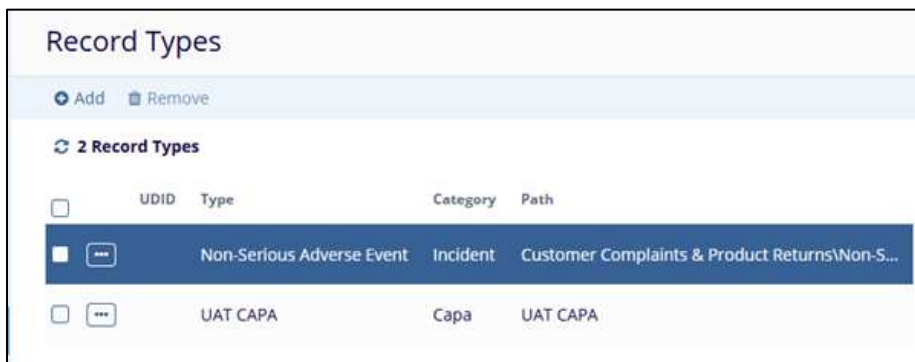 Record Types
Add Remove
2 Record Types
UDID Type Category Path
Non-Serious Adverse Event Incident Customer Complaints & Product Returns\Non-S...
UAT CAPA Capa UAT CAPA